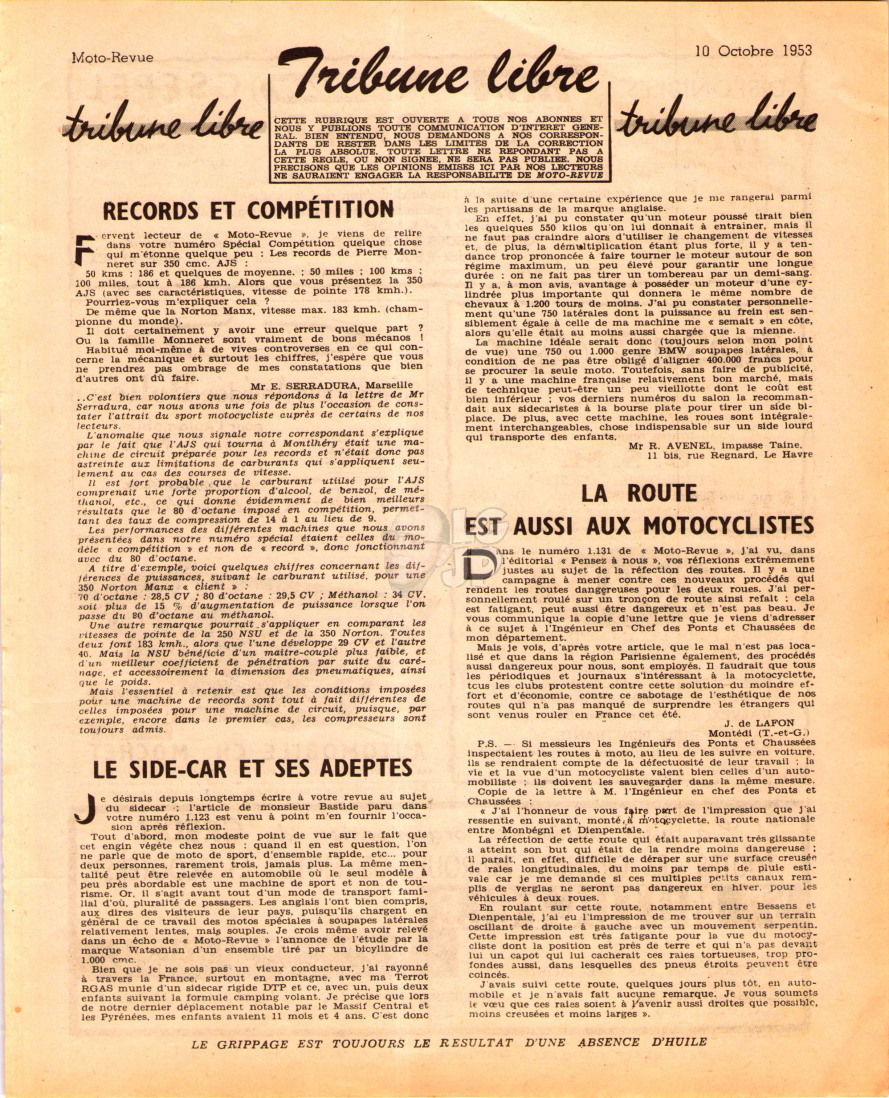 Moto-Revue
10 Octobre 1953
Tribune libre
tribune libre
tribune libre
CETTE RUBRIQUE EST OUVERTE A TOUS NOS ABONNES ET
NOUS Y PUBLIONS TOUTE COMMUNICATION D'INTERET GENE-
RAL. BIEN ENTENDU, NOUS DEMANDONS A NOS CORRESPON-
DANTS DE RESTER DANS LES LIMITES DE LA CORRECTION
LA PLUS ABSOLUE. TOUTE LETTRE NE REPONDANT PAS A
CETTE REGLE, OU NON SIGNEE, NE SERA PAS PUBLIEE. NOUS
PRECISONS QUE LES OPINIONS EMISES ICI PAR NOS LECTEURS
NE SAURAIENT ENGAGER LA RESPONSABILITE DE MOTO-REVUE
RECORDS ET COMPÉTITION
Fervent lecteur de « Moto-Revue », je viens de relire
dans votre numéro Spécial Compétition quelque chose
qui m'étonne quelque peu : Les records de Pierre Mon-
neret sur 350 cmc. AJS :
50 kms : 186 et quelques de moyenne. ; 50 miles ; 100 kms ;
100 miles, tout à 186 kmh. Alors que vous présentez la 350
AJS (avec ses caractéristiques, vitesse de pointe 178 kmh.).
Pourriez-vous m'expliquer cela ?
De même que la Norton Manx, vitesse max. 183 kmh. (cham-
pionne du monde).
Il doit certainement y avoir une erreur quelque part ?
Ou la famille Monneret sont vraiment de bons mécanos !
Habitué moi-même à de vives controverses en ce qui con-
cerne la mécanique et surtout les chiffres, j'espère que vous
ne prendrez pas ombrage de mes constatations que bien
d'autres ont dû faire.
Mr E. SERRADURA, Marseille
..C'est bien volontiers que nous répondons à la lettre de Mr
Serradura, car nous avons une fois de plus l'occasion de cons-
tater l'attrait du sport motocycliste auprès de certains de nos
lecteurs.
L'anomalie que nous signale notre correspondant s'explique
par le fait que l'AJS qui tourna à Montlhéry était une ma-
chine de circuit préparée pour les records et n'était donc pas
astreinte aux limitations de carburants qui s'appliquent seu-
lement au cas des courses de vitesse.
Il est fort probable que le carburant utilsé pour l'AJS
comprenait une forte proportion d'alcool, de benzol, de mé-
thanol, etc., ce qui donne évidemment de bien meilleurs
résultats que le 80 d'octane imposé en compétition, permet-
tant des taux de compression de 14 à 1 au lieu de 9.
Les performances des différentes machines que nous avons
présentées dans notre numéro spécial étaient celles du mo-
dèle « compétition » et non de « record », donc fonctionnant
avec du 80 d'octane.
A titre d'exemple, voici quelques chiffres concernant les dif-
férences de puissances, suivant le carburant utilisé, pour une
350 Norton Manx « client » :
70 d'octane : 28,5 CV ; 80 d'octane : 29,5 CV ; Méthanol : 34 CV.
soit plus de 15 % d'augmentation de puissance lorsque l'on
passe du 80 d'octane au méthanol.
Une autre remarque pourrait s'appliquer en comparant les
vitesses de pointe de la 250 NSU et de la 350 Norton. Toutes
deux font 183 kmh., alors que l'une développe 29 CV et l'autre
40. Mais la NSU bénéficie d'un maître-couple plus faible, et
d'un meilleur coefficient de pénétration par suite du caré-
nage, et accessoirement la dimension des pneumatiques, ainsi
que le poids.
Mais l'essentiel à retenir est que les conditions imposées
pour une machine de records sont tout à fait différentes de
celles imposées pour une machine de circuit, puisque, par
exemple, encore dans le premier cas, les compresseurs sont
toujours admis.
LE SIDE-CAR ET SES ADEPTES
Je désirais depuis longtemps écrire à votre revue au sujet
du sidecar ; l'article de monsieur Bastide paru dans
votre numéro 1.123 est venu à point m'en fournir l'occa-
sion après réflexion.
Tout d'abord, mon modeste point de vue sur le fait que
cet engin végète chez nous : quand il en est question, l'on
ne parle que de moto de sport, d'ensemble rapide, etc... pour
deux personnes, rarement trois, jamais plus. La même men-
talité peut être relevée en automobile où le seul modèle à
peu près abordable est une machine de sport et non de tou-
risme. Or, il s'agit avant tout d'un mode de transport fami-
lial d'où, pluralité de passagers. Les anglais l'ont bien compris,
aux dires des visiteurs de leur pays, puisqu'ils chargent en
général de ce travail des motos spéciales à soupapes latérales
relativement lentes, mais souples. Je crois même avoir relevé
dans un écho de « Moto-Revue » l'annonce de l'étude par la
marque Watsonian d'un ensemble tiré par un bicylindre de
1.000 cmc.
Bien que je ne sois pas un vieux conducteur, j'ai rayonné
à travers la France, surtout en montagne, avec ma Terrot
RGAS munie d'un sidecar rigide DTP et ce, avec un, puis deux
enfants suivant la formule camping volant. Je précise que lors
de notre dernier déplacement notable par le Massif Central et
les Pyrénées, mes enfants avaient 11 mois et 4 ans. C'est donc
à la suite d'une certaine expérience que je me rangerai parmi
les partisans de la marque anglaise.
En effet, j'ai pu constater qu'un moteur poussé tirait bien
les quelques 550 kilos qu'on lui donnait à entrainer, mais il
ne faut pas craindre alors d'utiliser le changement de vitesses
et, de plus, la démultiplication étant plus forte, il y a ten-
dance trop prononcée à faire tourner le moteur autour de son
régime maximum, un peu élevé pour garantir une longue
durée : on ne fait pas tirer un tombereau par un demi-sang.
Il y a, à mon avis, avantage à posséder un moteur d'une cy-
lindrée plus importante qui donnera le même nombre de
chevaux à 1.200 tours de moins. J'ai pu constater personnelle-
ment qu'une 750 latérales dont la puissance au frein est sen-
siblement égale à celle de ma machine me « semait » en côte,
alors qu'elle était au moins aussi chargée que la mienne.
La machine idéale serait donc (toujours selon mon point
de vue) une 750 ou 1.000 genre BMW soupapes latérales, à
condition de ne pas être obligé d'aligner 400.000 francs pour
se procurer la seule moto. Toutefois, sans faire de publicité,
il y a une machine française relativement bon marché, mais
de technique peut-être un peu vieillotte dont le coût est
bien inférieur : vos derniers numéros du salon la recomman-
dait aux sidecaristes à la bourse plate pour tirer un side bi-
place. De plus, avec cette machine, les roues sont intégrale-
ment interchangeables, chose indispensable sur un side lourd
qui transporte des enfants.
Mr R. AVENEL, impasse Taine,
11 bis, rue Regnard, Le Havre
LA ROUTE
EST AUSSI AUX MOTOCYCLISTES
Dans le numéro 1.131 de « Moto-Revue », j'ai vu, dans
l'éditorial « Pensez à nous », vos réflexions extrêmement
justes au sujet de la réfection des routes. Il y a une
campagne à mener contre ces nouveaux procédés qui
rendent les routes dangereuses pour les deux roues. J'ai per-
sonnellement roulé sur un tronçon de route ainsi refait : cela
est fatigant, peut aussi être dangereux et n'est pas beau. Je
vous communique la copie d'une lettre que je viens d'adresser
à ce sujet à l'Ingénieur en Chef des Ponts et Chaussées de
mon département.
Mais je vois, d'après votre article, que le mal n'est pas loca-
lisé et que dans la région Parisienne également, des procédés
aussi dangereux pour nous, sont employés. Il faudrait que tous
les périodiques et journaux s'intéressant à la motocyclette,
tcus les clubs protestent contre cette solution du moindre ef-
fort et d'économie, contre ce sabotage de l'esthétique de nos
routes qui n'a pas manqué de surprendre les étrangers qui
sont venus rouler en France cet été.
J. de LAFON
Montédi (T.-et-G.)
P.S. — Si messieurs les Ingénieurs des Ponts et Chaussées
inspectaient les routes à moto, au lieu de les suivre en voiture,
ils se rendraient compte de la défectuosité de leur travail ; la
vie et la vue d'un motocycliste valent bien celles d'un auto-
mobiliste ; ils doivent les sauvegarder dans la même mesure.
Copie de la lettre à M. l'Ingénieur en chef des Ponts et
Chaussées :
« J'ai l'honneur de vous faire part de l'impression que j'ai
ressentie en suivant, monté à motocyclette, la route nationale
entre Monbégni et Dienpentale.
La réfection de cette route qui était auparavant très glissante
a atteint son but qui était de la rendre moins dangereuse ;
il paraît, en effet, difficile de déraper sur une surface creusée
de raies longitudinales, du moins par temps de pluie esti-
vale car je me demande si ces multiples petits canaux rem-
plis de verglas ne seront pas dangereux en hiver, pour les
véhicules à deux roues.
En roulant sur cette route, notamment entre Bessens et
Dienpentale, j'ai eu l'impression de me trouver sur un terrain
oscillant de droite à gauche avec un mouvement serpentin.
Cette impression est très fatigante pour la vue du motocy-
cliste dont la position est près de terre et qui n'a pas devant
lui un capot qui lui cacherait ces raies tortueuses, trop pro-
fondes aussi, dans lesquelles des pneus étroits peuvent être
coincés.
J'avais suivi cette route, quelques jours plus tôt, en auto-
mobile et je n'avais fait aucune remarque. Je vous soumets
le vœu que ces raies soient à l'avenir aussi droites que possible,
moins creusées et moins larges ».
LE GRIPPAGE EST TOUJOURS LE RESULTAT D'UNE ABSENCE D'HUILE